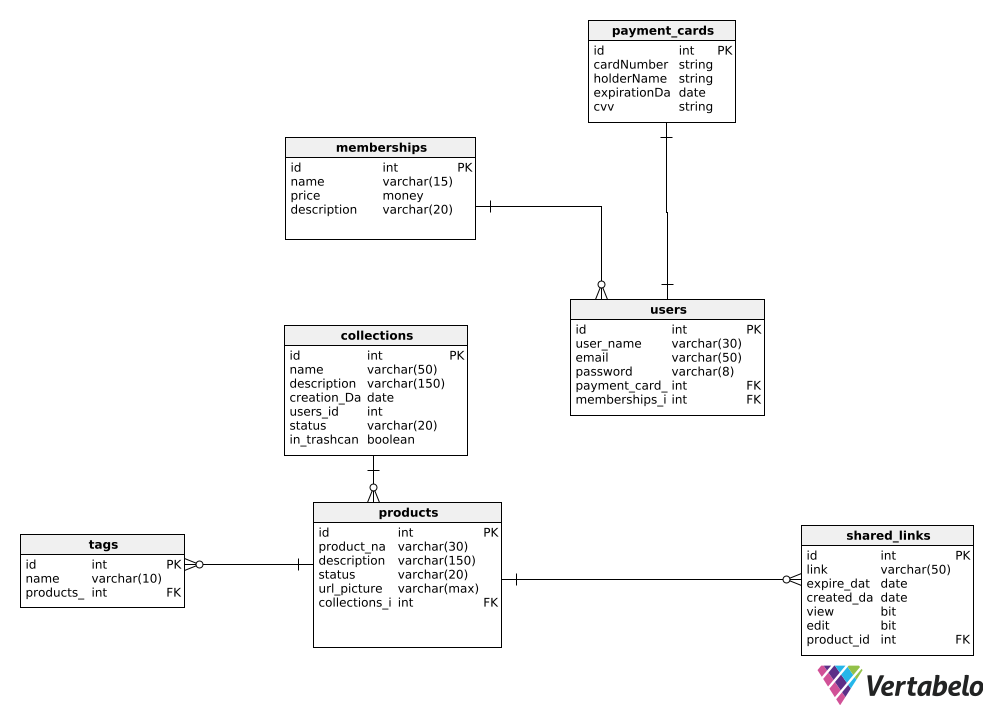 payment_cards
id int PK
cardNumber string
holderName string
expirationDa date
cvv string
memberships
id int PK
name varchar(15)
price money
description varchar(20)
users
id int PK
user_name varchar(30)
email varchar(50)
password varchar(8)
payment_card_ int FK
memberships_i int FK
collections
id int PK
name varchar(50)
description varchar(150)
creation_Da date
users_id int
status varchar(20)
in_trashcan boolean
products
id int PK
product_na varchar(30)
description varchar(150)
status varchar(20)
url_picture varchar(max)
collections_i int FK
tags
id int PK
name varchar(10)
products_ int FK
shared_links
id int PK
link varchar(50)
expire_dat date
created_da date
view bit
edit bit
product_id int FK
Vertabelo